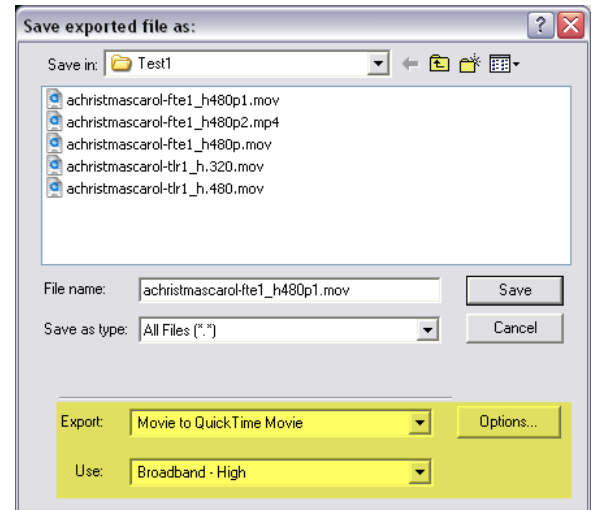 Save exported file as:
Save in: Test1
achristmascarol-fte1_h480p1.mov
achristmascarol-fte1_h480p2.mp4
achristmascarol-fte1_h480p.mov
achristmascarol-tlr1_h.320.mov
achristmascarol-tlr1_h.480.mov
File name: achristmascarol-fte1_h480p1.mov Save
Save as type: All Files (*.*) Cancel
Export: Movie to QuickTime Movie Options...
Use: Broadband - High